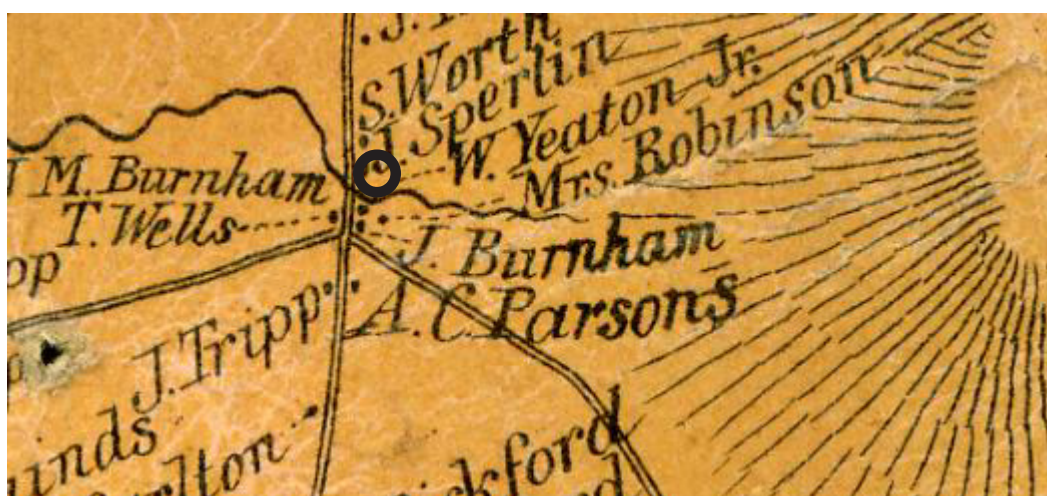 S. Worth
J. Sperlin
W. Yeaton Jr.
Mrs. Robinson
M. Burnham
T. Wells
J. Burnham
A. C. Parsons
J. Tripp